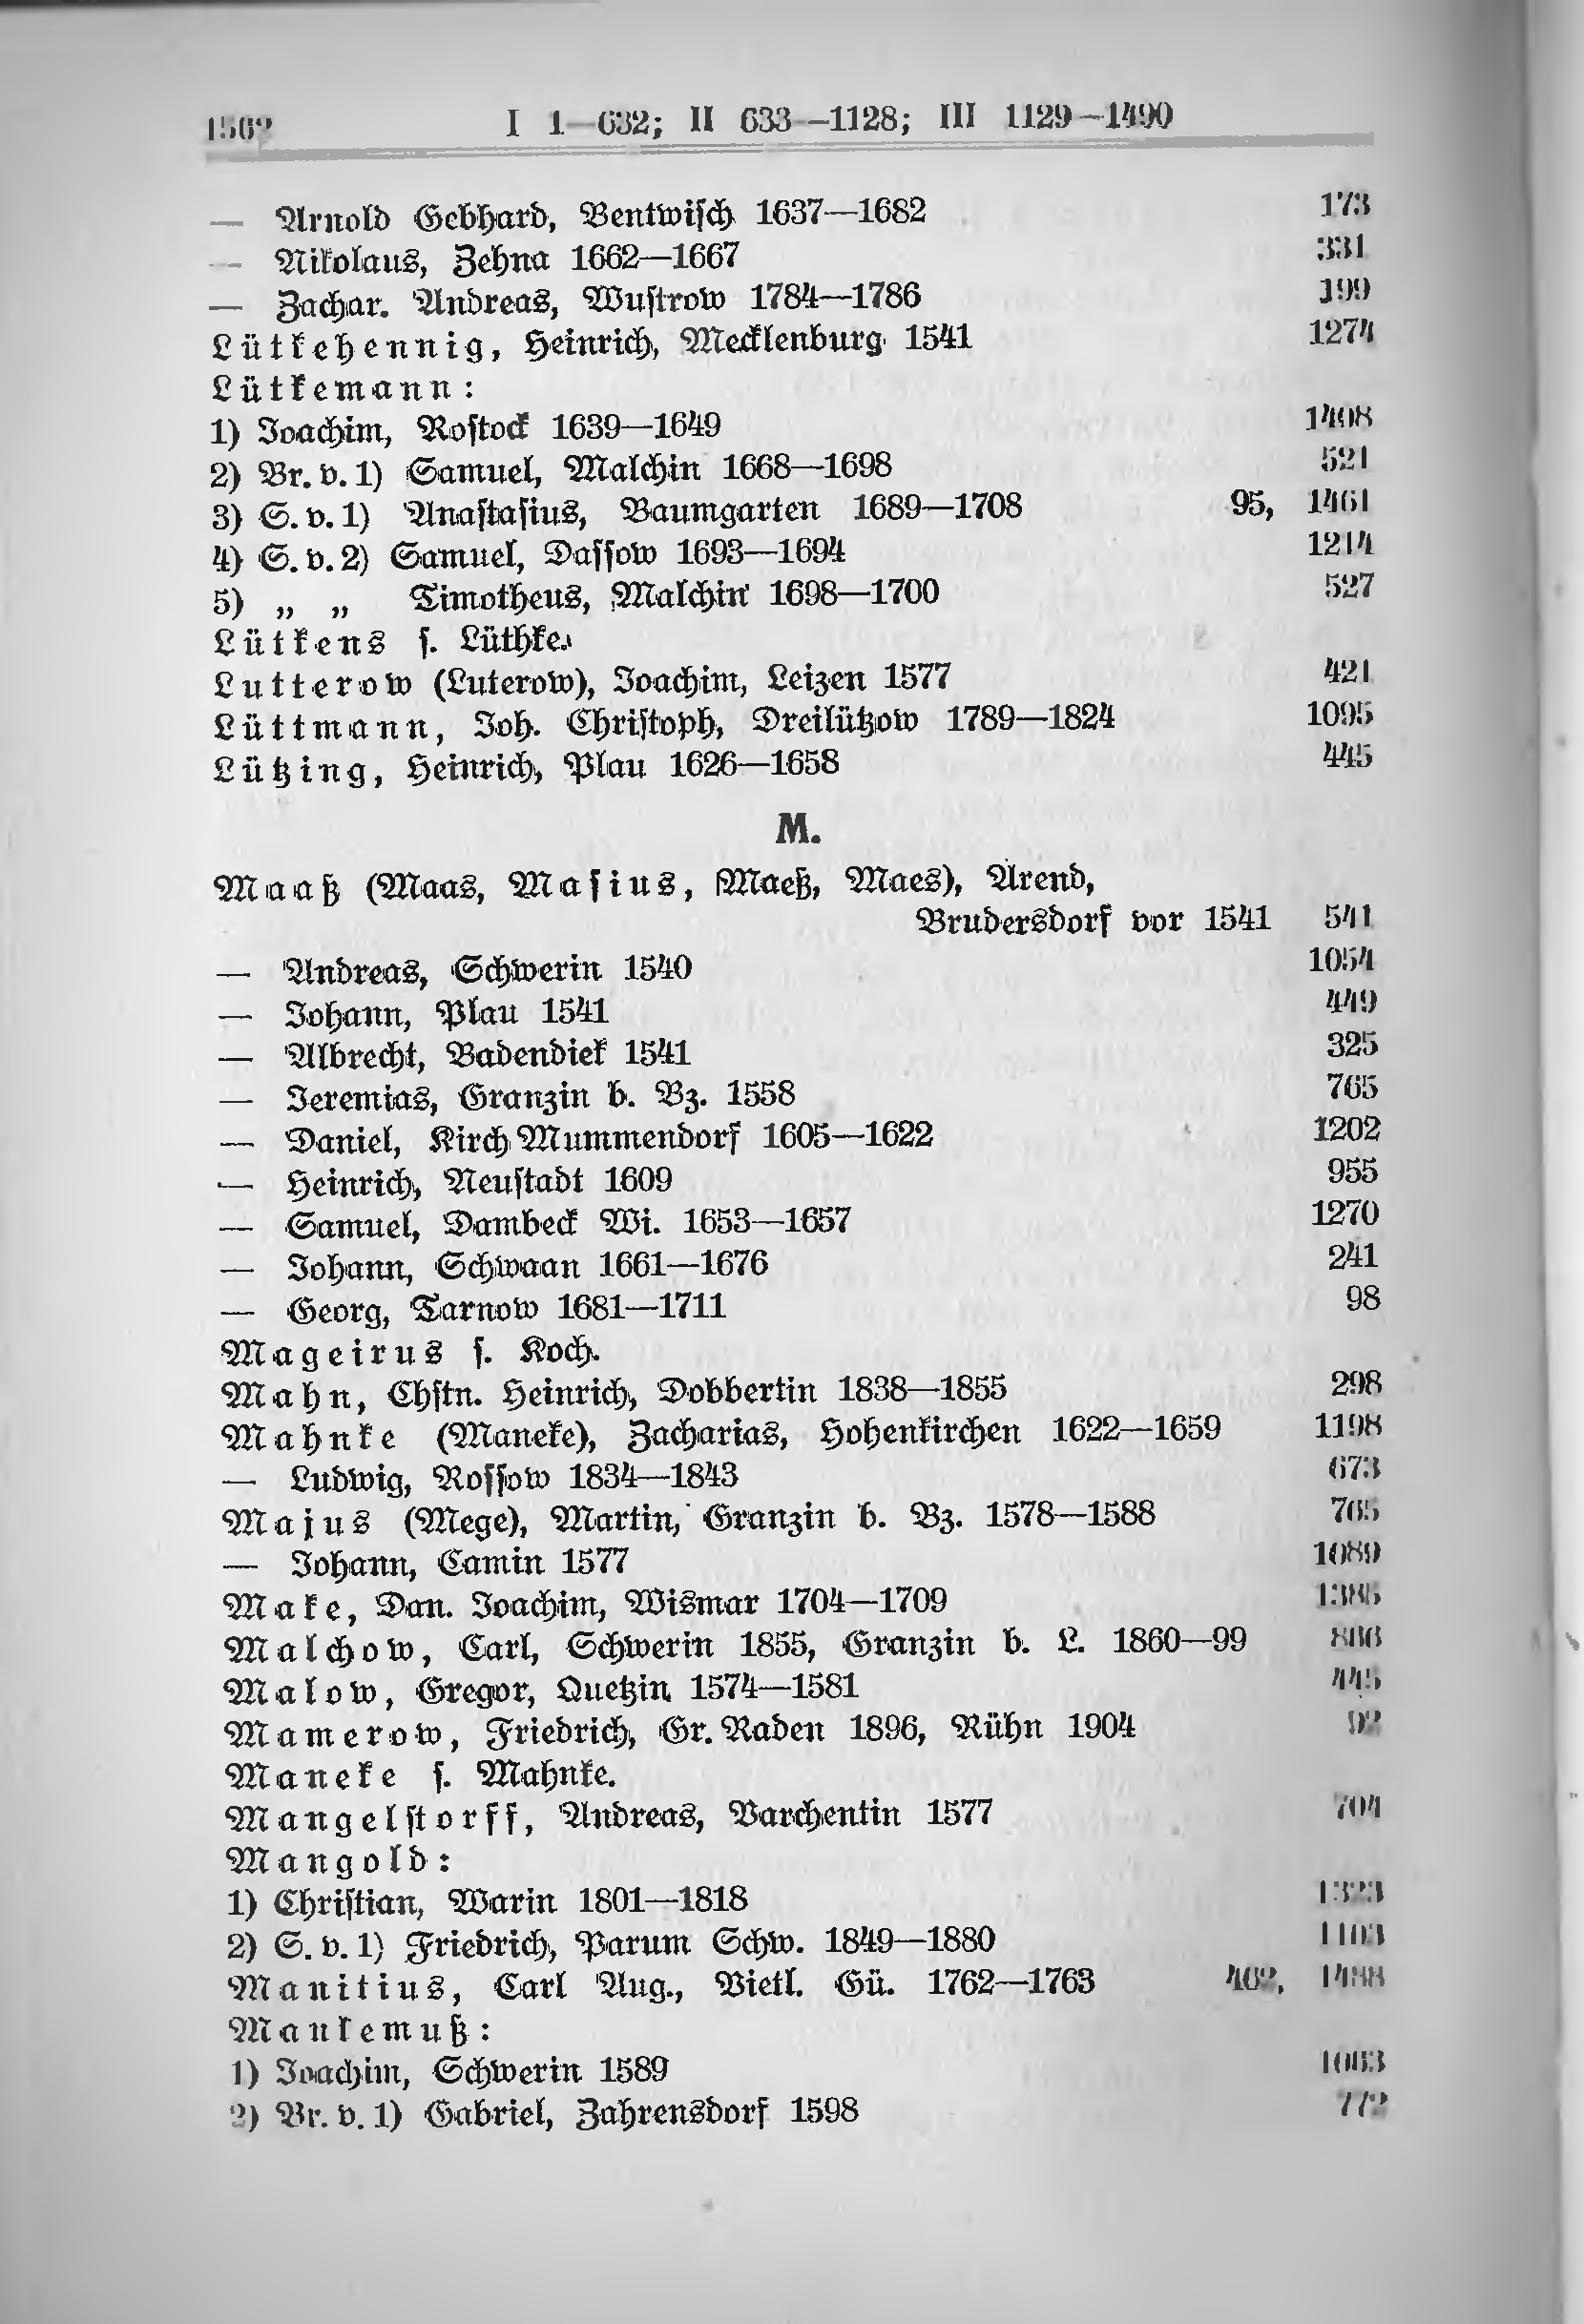 1562 I 1—632; II 633—1128; III 1129—1490
— Arnold Gebhard, Bentwisch 1637—1682 173
— Nikolaus, Zehna 1662—1667 331
— Zachar. Andreas, Wustrow 1784—1786 199
Lütkehennig, Heinrich, Mecklenburg 1541 1274
Lütkemann:
1) Joachim, Rostock 1639—1649 1408
2) Br. v. 1) Samuel, Malchin 1668—1698 521
3) S. v. 1) Anastasius, Baumgarten 1689—1708 95, 1461
4) S. v. 2) Samuel, Dassow 1693—1694 1214
5) „ „ Timotheus, Malchin 1698—1700 527
Lütkens s. Lüthke.
Lutterow (Luterow), Joachim, Leizen 1577 421
Lüttmann, Joh. Christoph, Dreilützow 1789—1824 1095
Lützing, Heinrich, Plau 1626—1658 445
M.
Maaß (Maas, Masius, Maeß, Maes), Arend,
Brudersdorf vor 1541 541
— Andreas, Schwerin 1540 1054
— Johann, Plau 1541 449
— Albrecht, Badendiek 1541 325
— Jeremias, Granzin b. Bz. 1558 765
— Daniel, Kirch Mummendorf 1605—1622 1202
— Heinrich, Neustadt 1609 955
— Samuel, Dambeck Wi. 1653—1657 1270
— Johann, Schwaan 1661—1676 241
— Georg, Tarnow 1681—1711 98
Mageirus s. Koch.
Mahn, Chstn. Heinrich, Dobbertin 1838—1855 298
Mahnke (Maneke), Zacharias, Hohenkirchen 1622—1659 1198
— Ludwig, Rossow 1834—1843 673
Majus (Mege), Martin, Granzin b. Bz. 1578—1588 765
— Johann, Camin 1577 1089
Make, Dan. Joachim, Wismar 1704—1709 1385
Malchow, Carl, Schwerin 1855, Granzin b. L. 1860—99 866
Malow, Gregor, Quetzin 1574—1581 445
Mamerow, Friedrich, Gr. Raden 1896, Rühn 1904 92
Maneke s. Mahnke.
Mangelstorff, Andreas, Varchentin 1577 704
Mangold:
1) Christian, Warin 1801—1818 1323
2) S. v. 1) Friedrich, Parum Schw. 1849—1880 1103
Manitius, Carl Aug., Vietl. Gü. 1762—1763 462, 1488
Mankemuß:
1) Joachim, Schwerin 1589
2) Br. v. 1) Gabriel, Zahrensdorf 1598 772